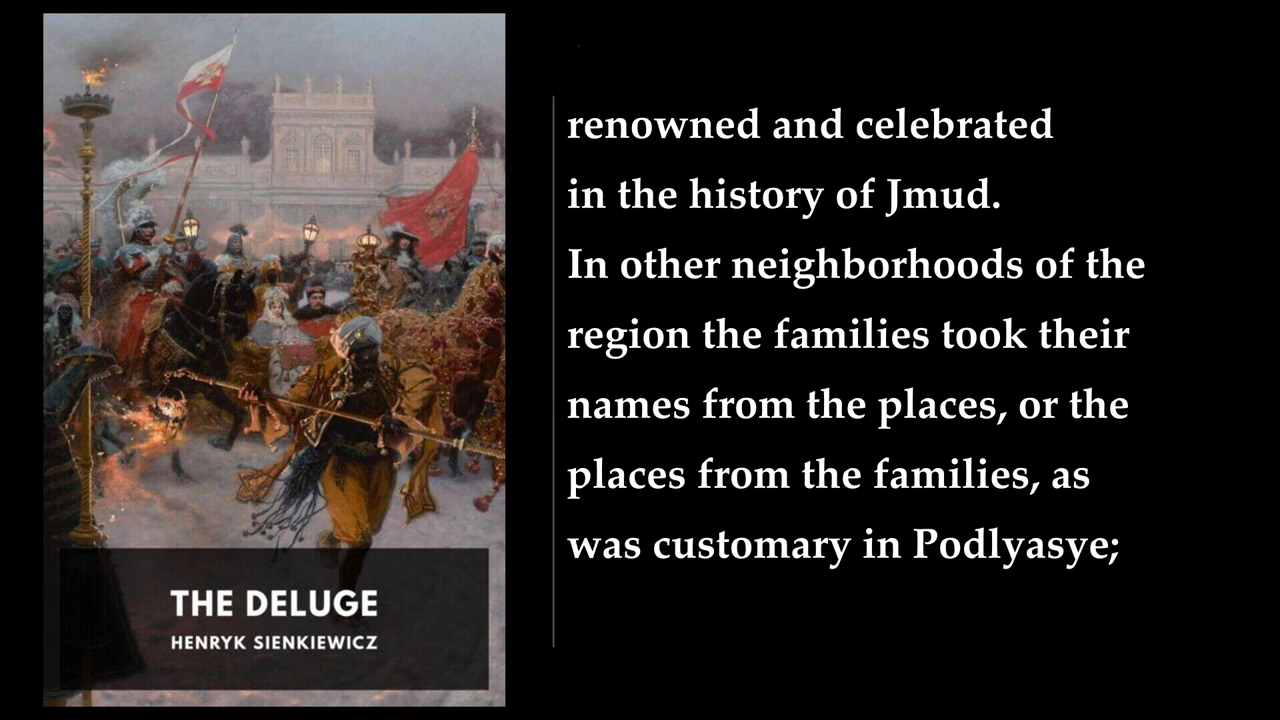 THE DELUGE
HENRYK SIENKIEWICZ
renowned and celebrated
in the history of Jmud.
In other neighborhoods of the
region the families took their
names from the places, or the
places from the families, as
was customary in Podlyasye;